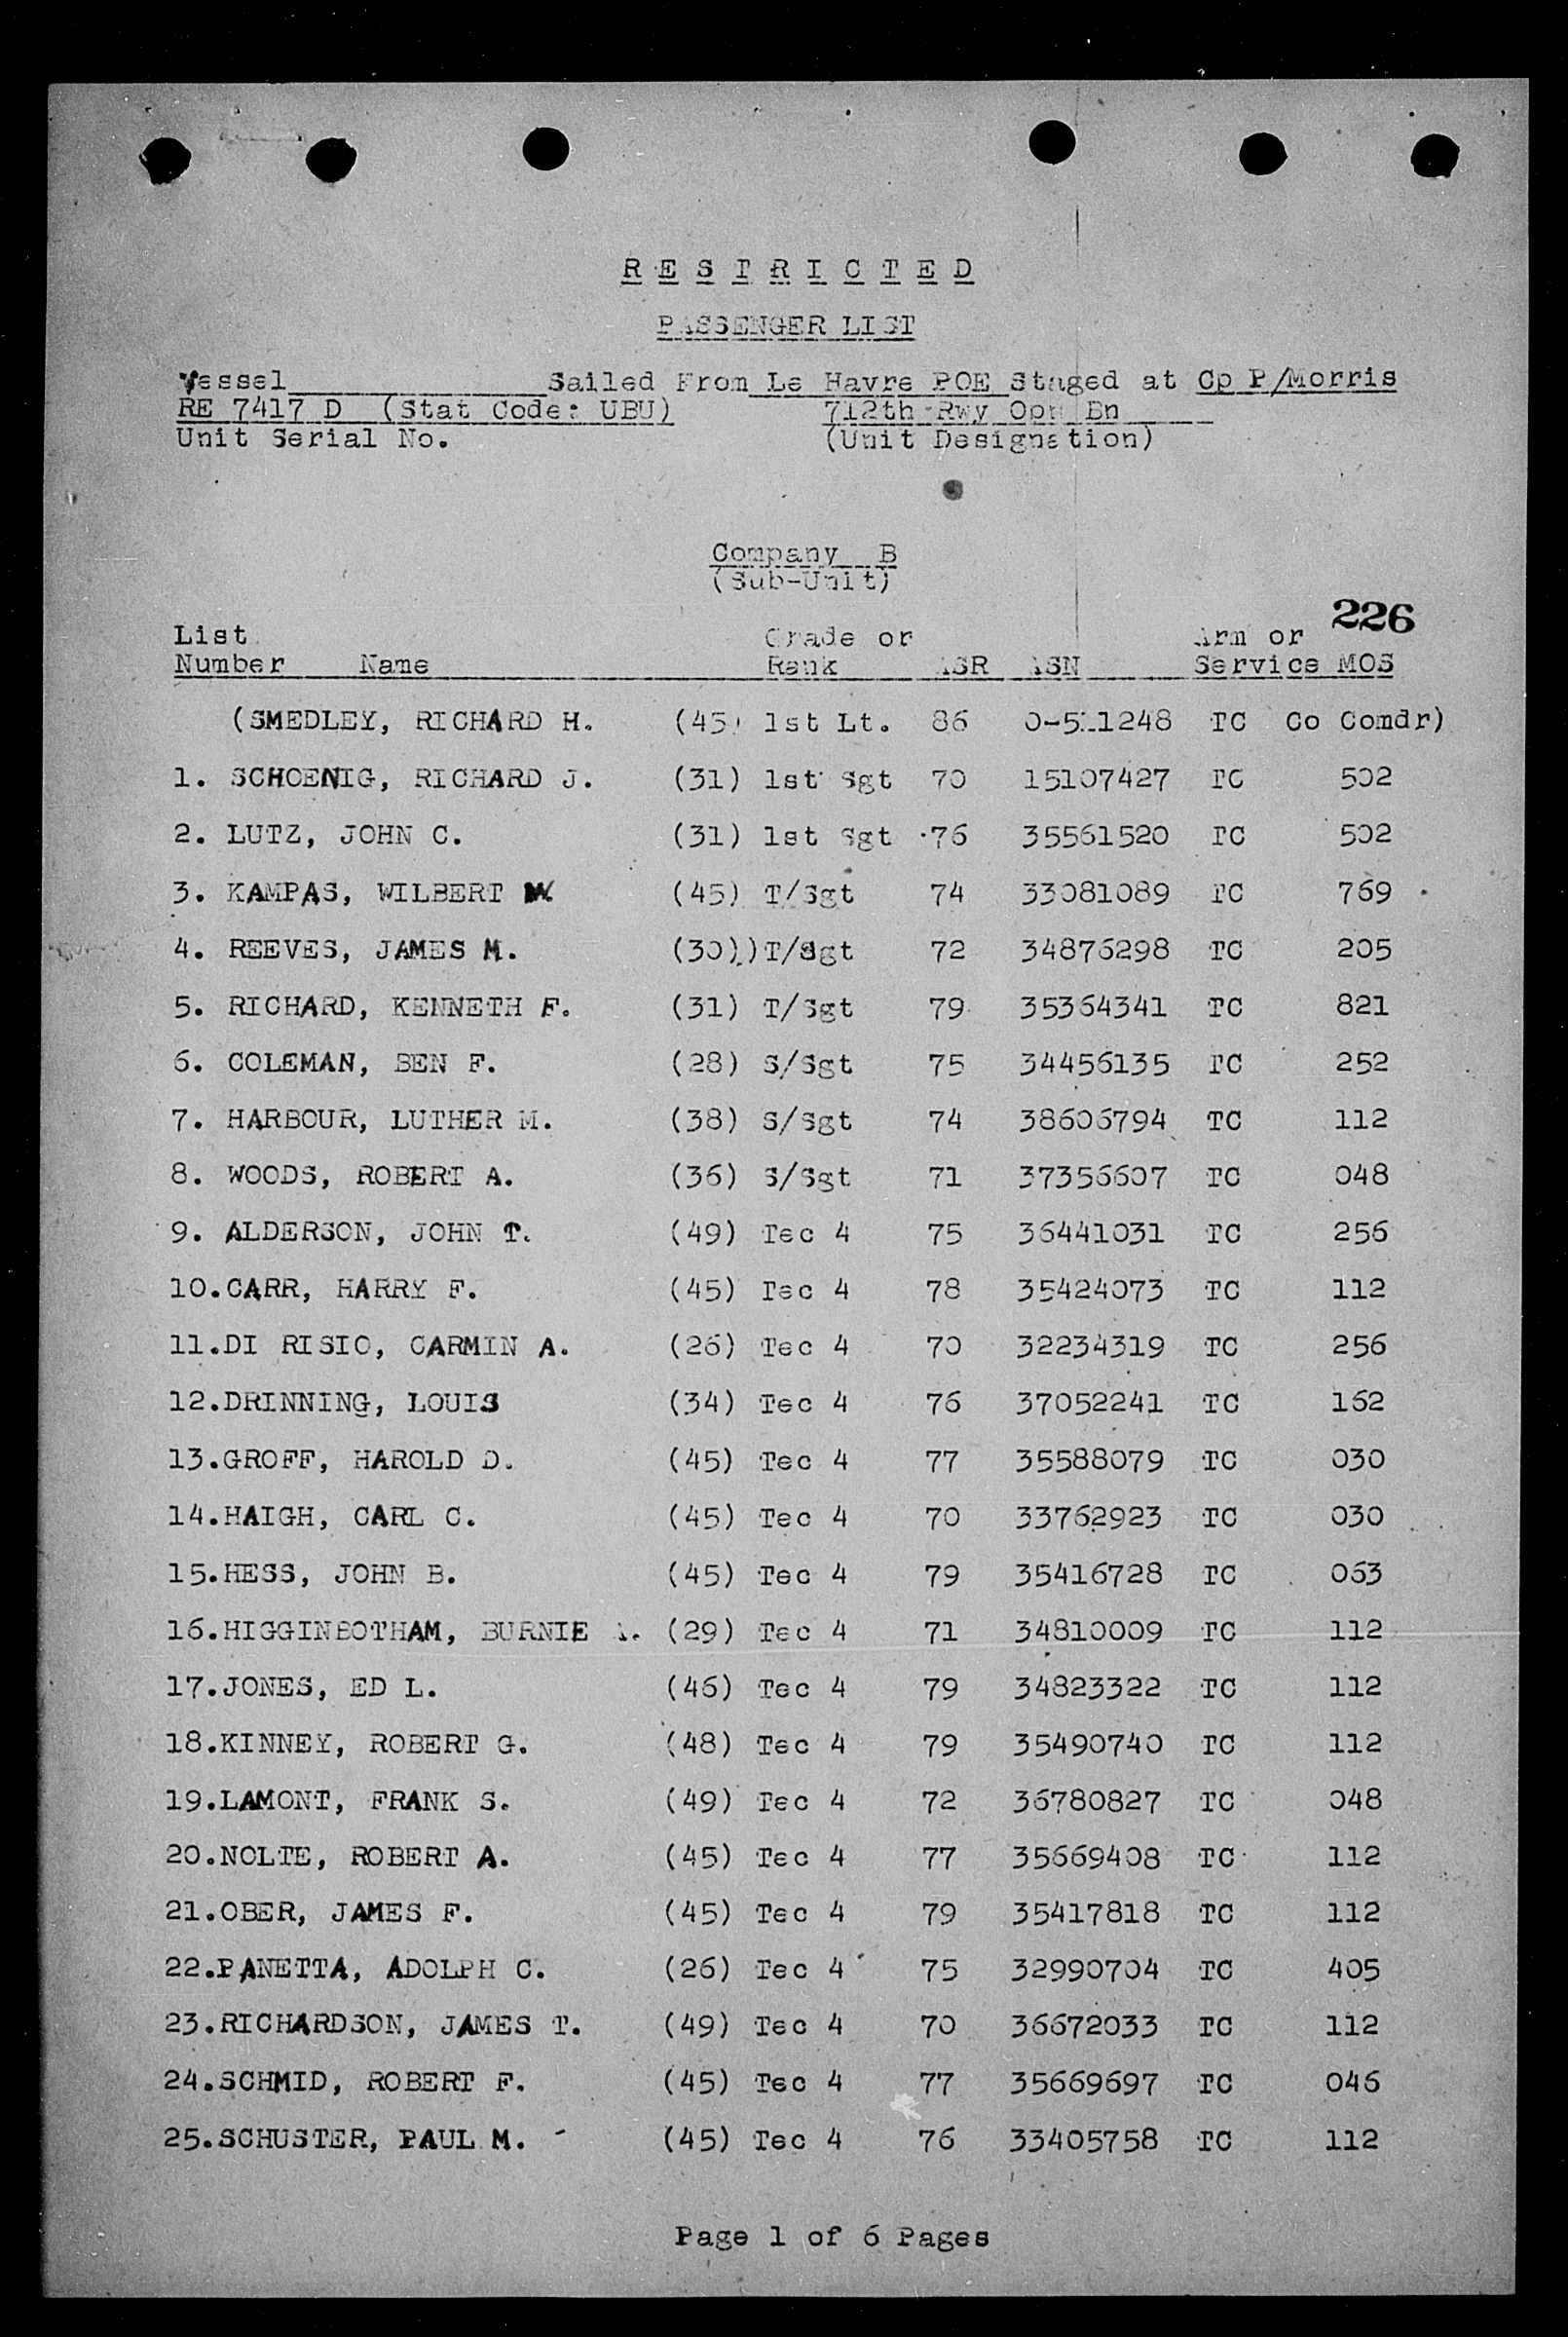 R E S T R I C T E D
PASSENGER LIST
Vessel Sailed From Le Havre POE Staged at Cp P/Morris
RE 7417 D (Stat Code: UBU) 712th Rwy Opn Bn
Unit Serial No. (Unit Designation)
Company B
(Sub-Unit)
226
List Grade or Arm or
Number Name Rank ASR ASN Service MOS
(SMEDLEY, RICHARD H. (45) 1st Lt. 86 TC Co Comdr)
1. SCHOENIG, RICHARD J. (31) 1st Sgt 70 15107427 TC 502
2. LUTZ, JOHN C. (31) 1st Sgt 76 35561520 TC 502
3. KAMPAS, WILBERT W. (45) T/Sgt 74 33081089 TC 769
4. REEVES, JAMES M. (30))T/Sgt 72 34876298 TC 205
5. RICHARD, KENNETH F. (31) T/Sgt 79 35364341 TC 821
6. COLEMAN, BEN F. (28) S/Sgt 75 34456135 TC 252
7. HARBOUR, LUTHER M. (38) S/Sgt 74 38606794 TC 112
8. WOODS, ROBERT A. (36) S/Sgt 71 37356607 TC 048
9. ALDERSON, JOHN T. (49) Tec 4 75 36441031 TC 256
10.CARR, HARRY F. (45) Tec 4 78 35424073 TC 112
11.DI RISIO, CARMIN A. (26) Tec 4 70 32234319 TC 256
12.DRINNING, LOUIS (34) Tec 4 76 37052241 TC 162
13.GROFF, HAROLD D. (45) Tec 4 77 35588079 TC 030
14.HAIGH, CARL C. (45) Tec 4 70 33762923 TC 030
15.HESS, JOHN B. (45) Tec 4 79 35416728 TC 063
16.HIGGINBOTHAM, BURNIE A. (29) Tec 4 71 34810009 TC 112
17.JONES, ED L. (46) Tec 4 79 34823322 TC 112
18.KINNEY, ROBERT G. (48) Tec 4 79 35490740 TC 112
19.LAMONT, FRANK S. (49) Tec 4 72 36780827 TC 048
20.NOLTE, ROBERT A. (45) Tec 4 77 35669408 TC 112
21.OBER, JAMES F. (45) Tec 4 79 35417818 TC 112
22.PANETTA, ADOLPH C. (26) Tec 4 75 32990704 TC 405
23.RICHARDSON, JAMES T. (49) Tec 4 70 36672033 TC 112
24.SCHMID, ROBERT F. (45) Tec 4 77 35669697 TC 046
25.SCHUSTER, PAUL M. (45) Tec 4 76 33405758 TC 112
Page 1 of 6 Pages